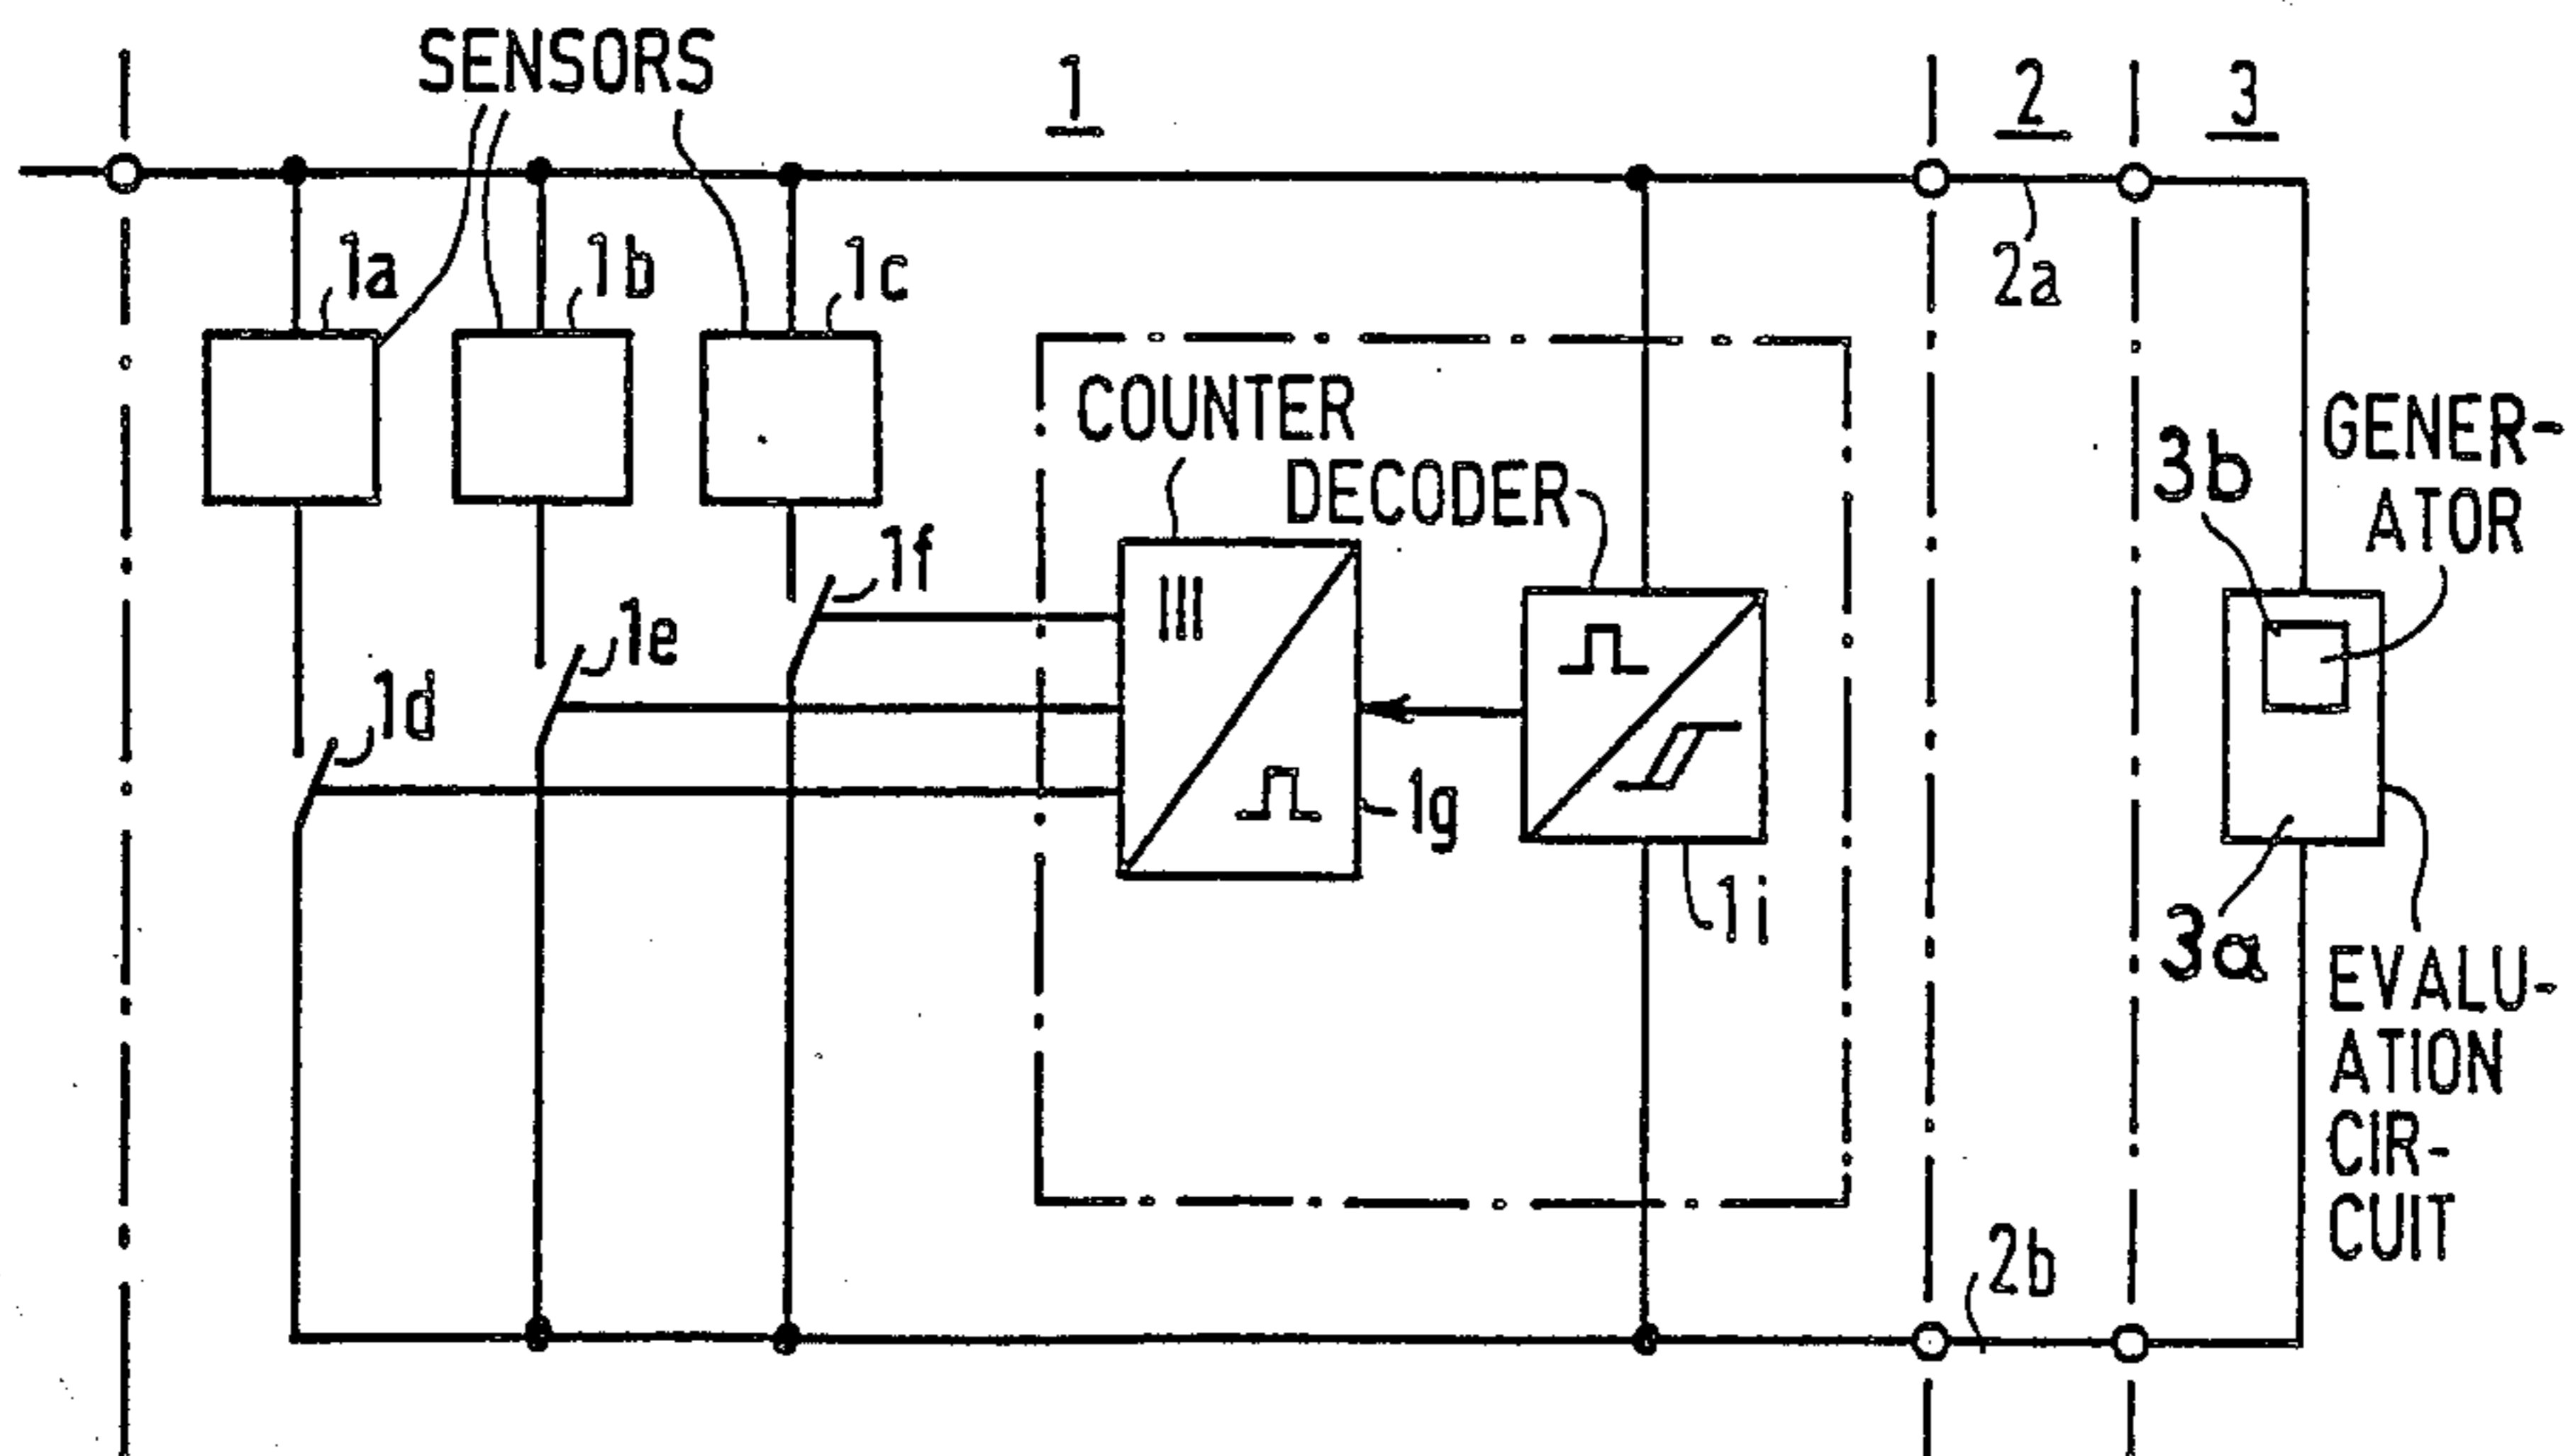 SENSORS
1
2
3
1a
1b
1c
2a
COUNTER
DECODER
3b
GENER-
ATOR
1f
1e
1d
1g
1i
3a
EVALU-
ATION
CIR-
CUIT
2b